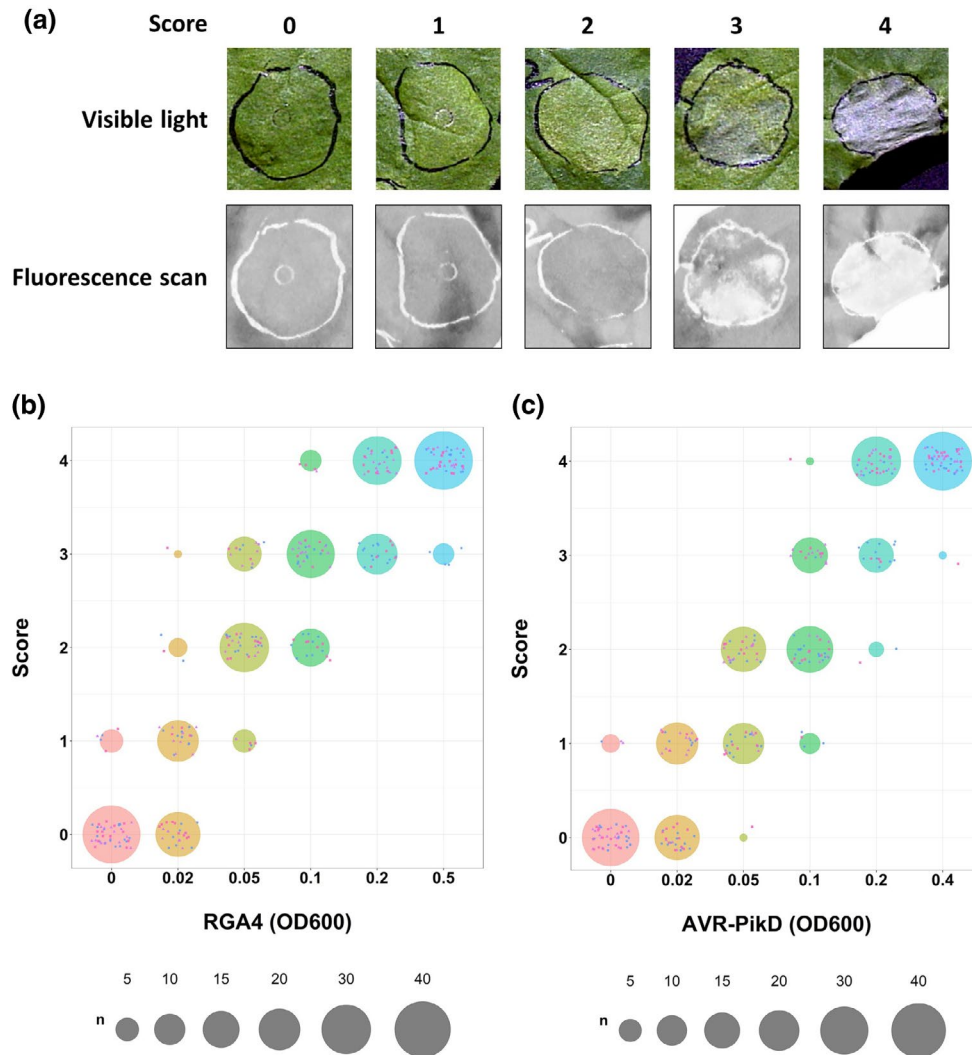 (a)
Score 0 1 2 3 4
Visible light
Fluorescence scan
(b)
Score
4
3
2
1
0
0 0.02 0.05 0.1 0.2 0.5
RGA4 (OD600)
5 10 15 20 30 40
n
(c)
Score
4
3
2
1
0
0 0.02 0.05 0.1 0.2 0.4
AVR-PikD (OD600)
5 10 15 20 30 40
n